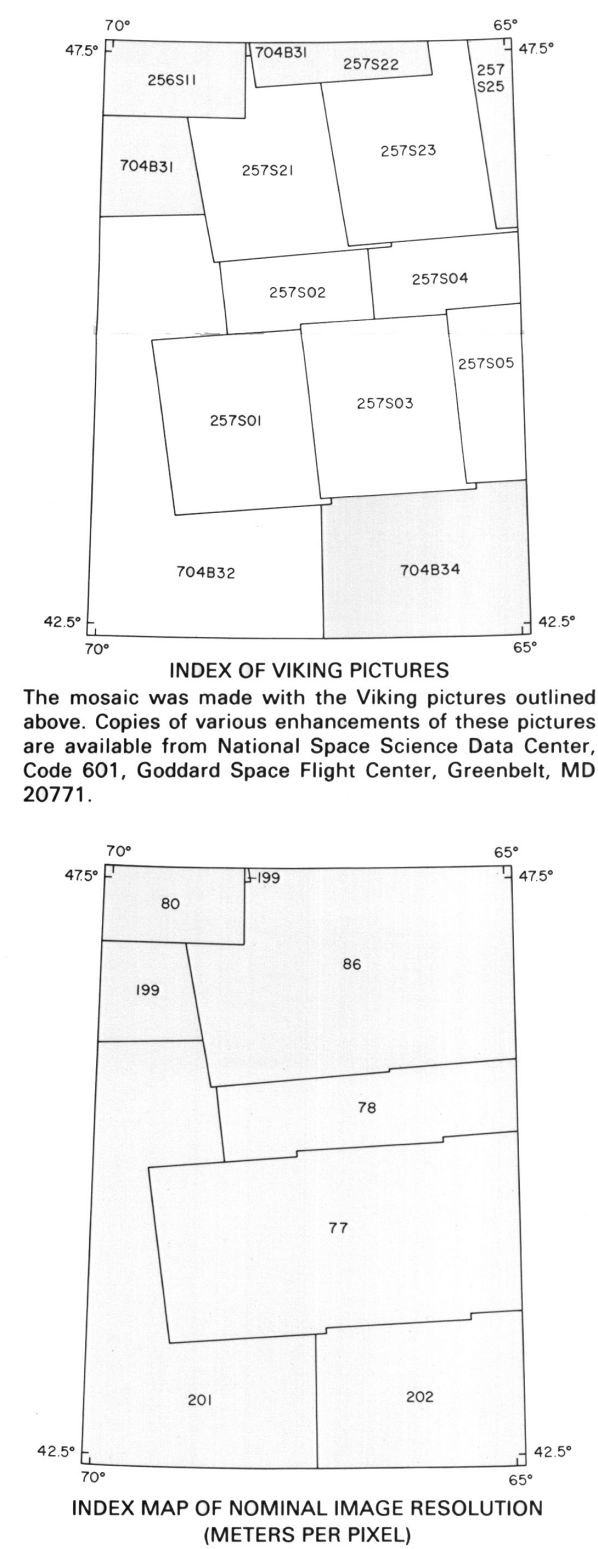 70° 65°
47.5° 704B31 47.5°
257S22 257
256S11 S25
257S23
704B31 257S21
257S04
257S02
257S05
257S03
257S01
704B32 704B34
42.5° 42.5°
70° 65°
INDEX OF VIKING PICTURES
The mosaic was made with the Viking pictures outlined
above. Copies of various enhancements of these pictures
are available from National Space Science Data Center,
Code 601, Goddard Space Flight Center, Greenbelt, MD
20771.
70° 65°
47.5° 199 47.5°
80
86
199
78
77
201 202
42.5° 42.5°
70° 65°
INDEX MAP OF NOMINAL IMAGE RESOLUTION
(METERS PER PIXEL)